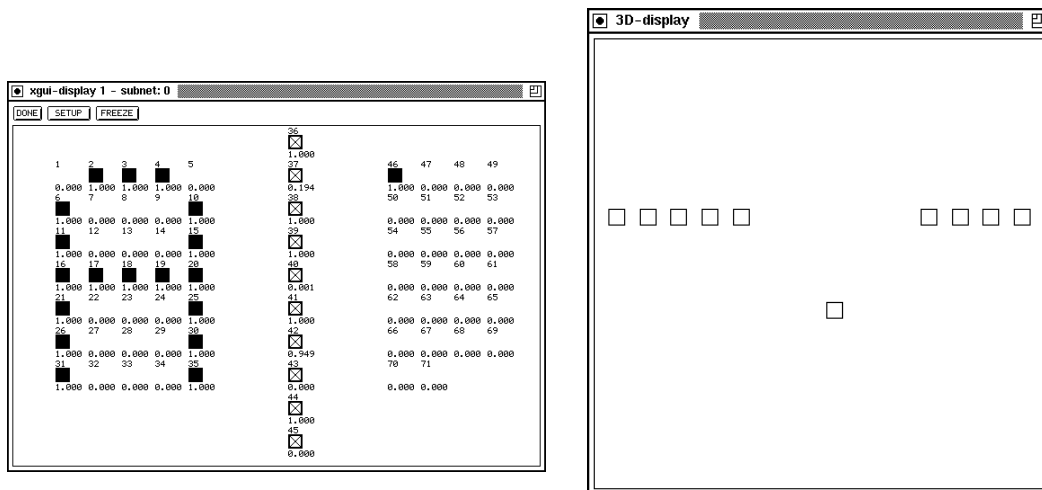 3D-display
xgui-display 1 - subnet: 0
DONE SETUP FREEZE
36
1.000
1 2 3 4 5 37 46 47 48 49
0.000 1.000 1.000 1.000 0.000 0.194 1.000 0.000 0.000 0.000
6 7 8 9 10 38 50 51 52 53
1.000 0.000 0.000 0.000 1.000 1.000 0.000 0.000 0.000 0.000
11 12 13 14 15 39 54 55 56 57
1.000 0.000 0.000 0.000 1.000 1.000 0.000 0.000 0.000 0.000
16 17 18 19 20 40 58 59 60 61
1.000 1.000 1.000 1.000 1.000 0.001 0.000 0.000 0.000 0.000
21 22 23 24 25 41 62 63 64 65
1.000 0.000 0.000 0.000 1.000 1.000 0.000 0.000 0.000 0.000
26 27 28 29 30 42 66 67 68 69
1.000 0.000 0.000 0.000 1.000 0.949 0.000 0.000 0.000 0.000
31 32 33 34 35 43 70 71
1.000 0.000 0.000 0.000 1.000 0.000 0.000 0.000
44
1.000
45
0.000